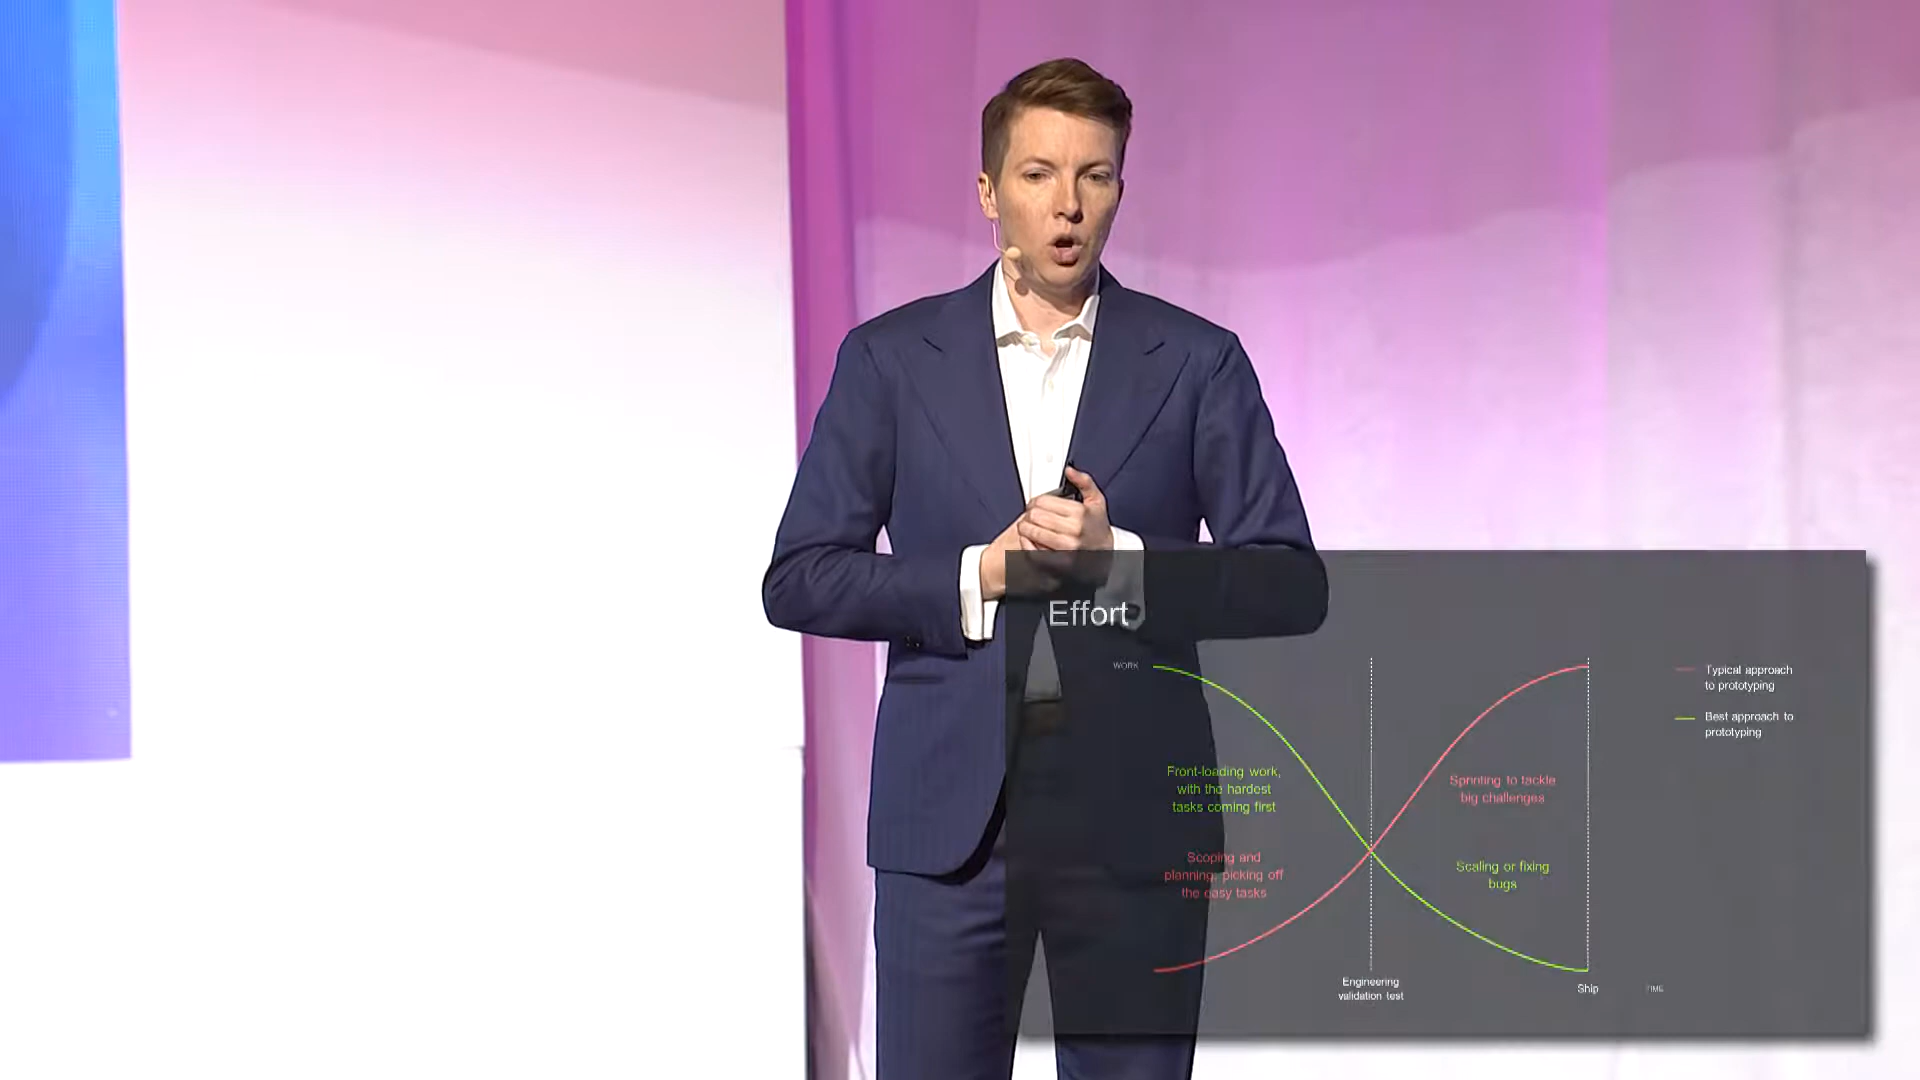 Effort
WORK
Typical approach
to prototyping
Best approach to
prototyping
Front-loading work,
with the hardest
tasks coming first
Sprinting to tackle
big challenges
Scoping and
planning, picking off
the easy tasks
Scaling or fixing
bugs
Engineering
validation test
Ship
TIME